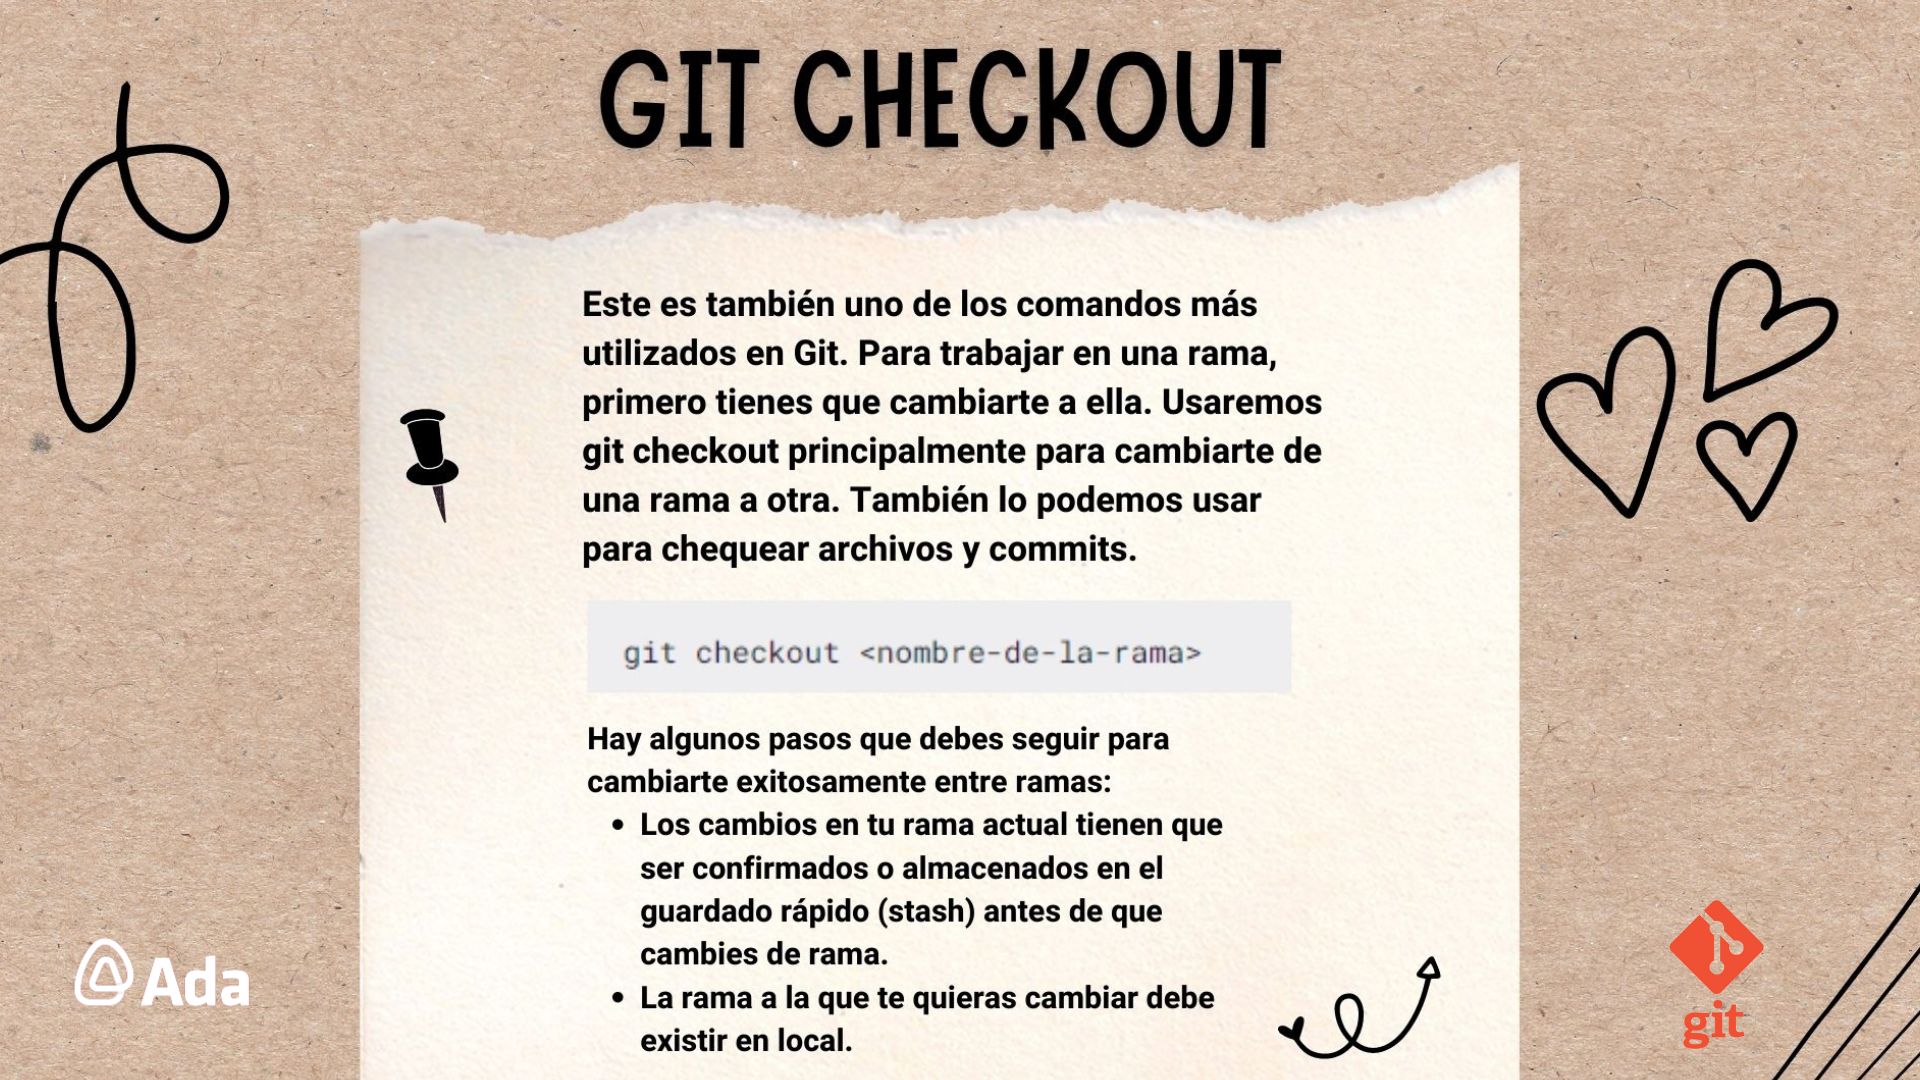 GIT CHECKOUT
Este es también uno de los comandos más
utilizados en Git. Para trabajar en una rama,
primero tienes que cambiarte a ella. Usaremos
git checkout principalmente para cambiarte de
una rama a otra. También lo podemos usar
para chequear archivos y commits.
git checkout <nombre-de-la-rama>
Hay algunos pasos que debes seguir para
cambiarte exitosamente entre ramas:
• Los cambios en tu rama actual tienen que
ser confirmados o almacenados en el
guardado rápido (stash) antes de que
cambies de rama.
• La rama a la que te quieras cambiar debe
existir en local.
Ada
git